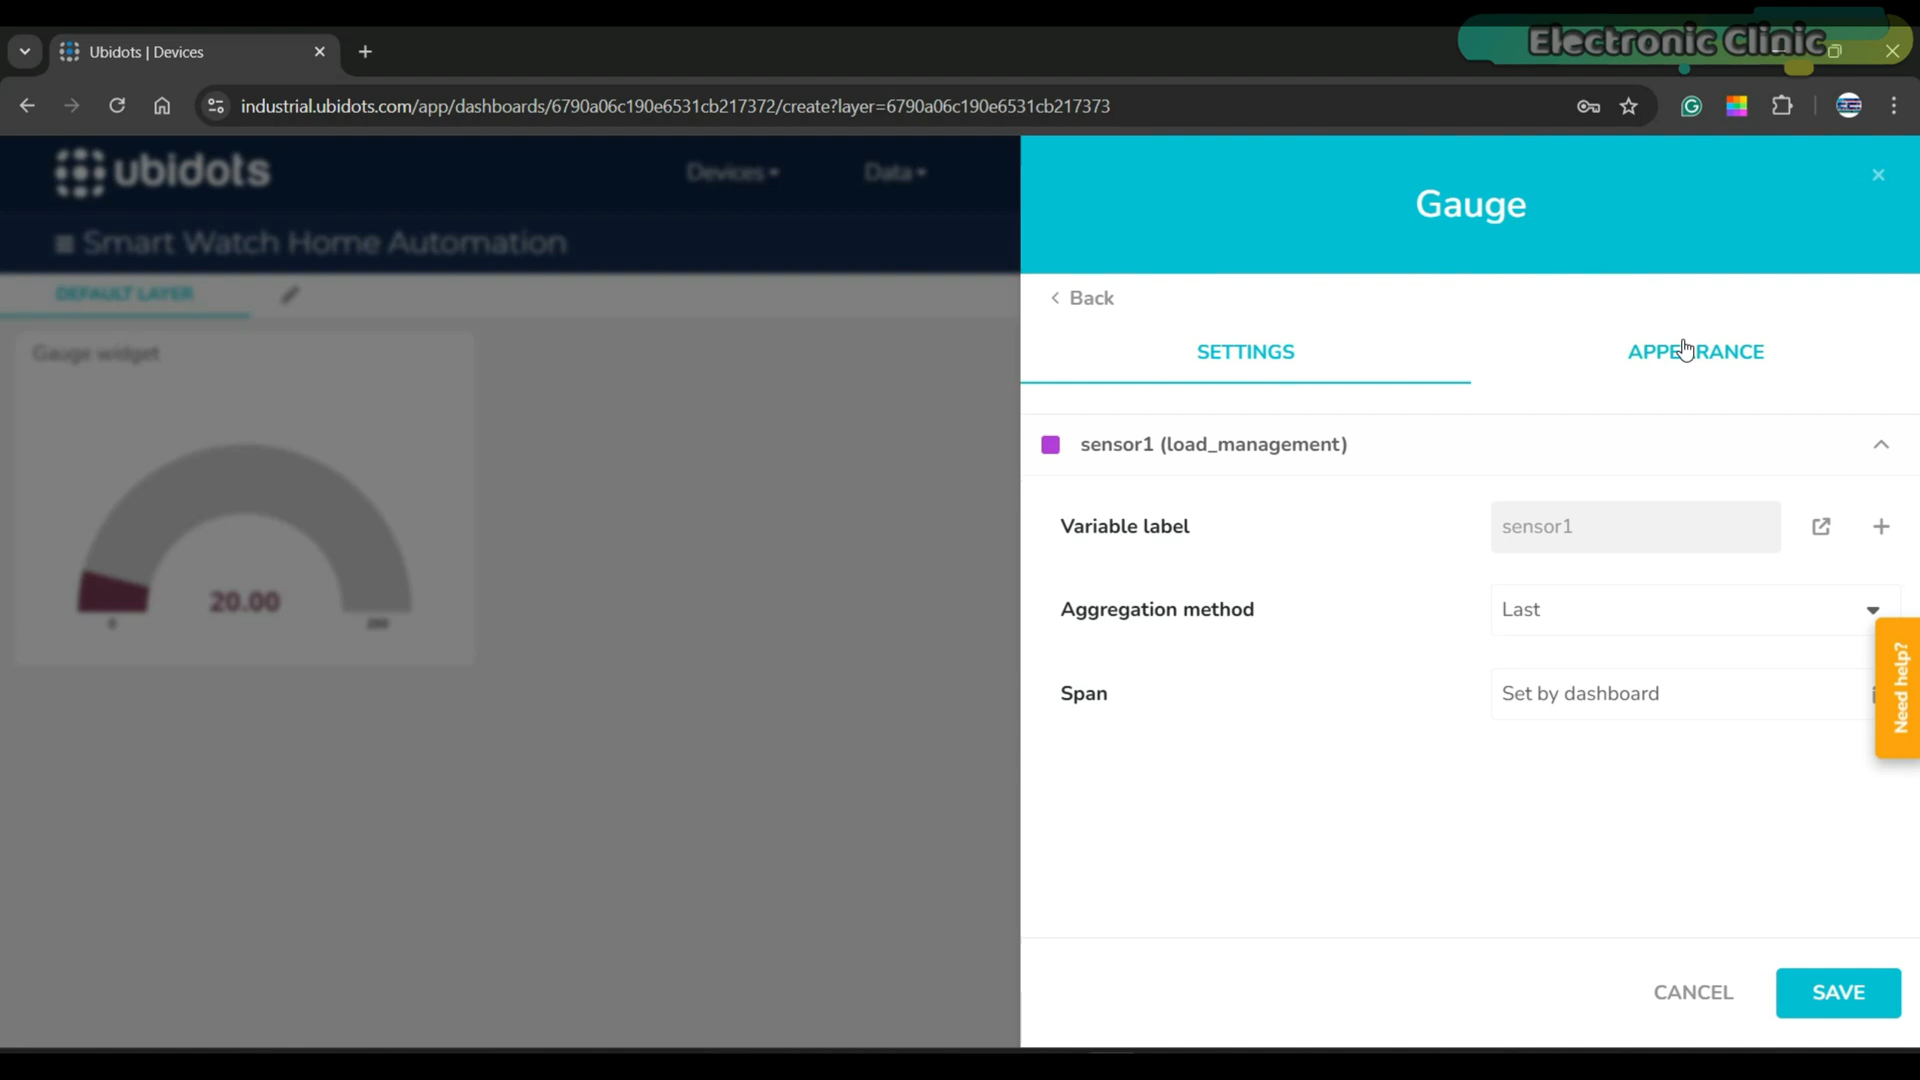 Electronic Clinic
Ubidots | Devices
industrial.ubidots.com/app/dashboards/6790a06c190e6531cb217372/create?layer=6790a06c190e6531cb217373
ubidots
Devices
Data
Smart Watch Home Automation
DEFAULT LAYER
Gauge widget
20.00
0
Gauge
Back
SETTINGS
APPEARANCE
sensor1 (load_management)
Variable label
sensor1
Aggregation method
Last
Span
Set by dashboard
Need help?
CANCEL
SAVE